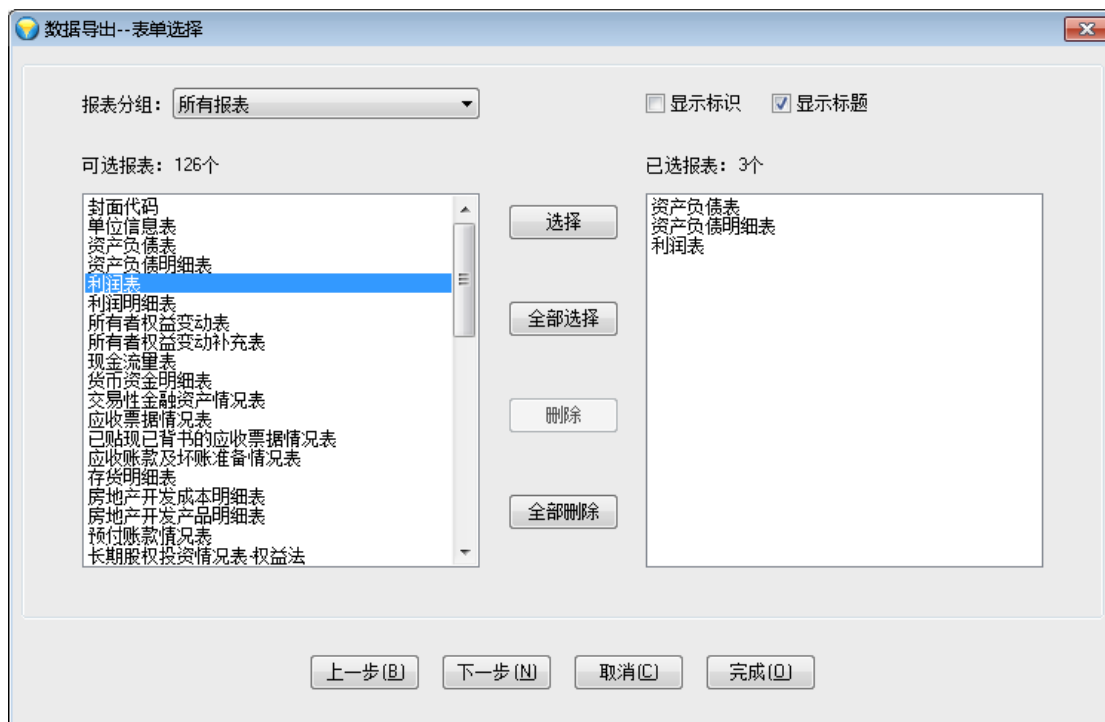 数据导出--表单选择
报表分组： 所有报表
显示标识 显示标题
可选报表：126个
已选报表：3个
封面代码
单位信息表
资产负债表
资产负债明细表
利润表
利润明细表
所有者权益变动表
所有者权益变动补充表
现金流量表
货币资金明细表
交易性金融资产情况表
应收票据情况表
已贴现已背书的应收票据情况表
应收账款及坏账准备情况表
存货明细表
房地产开发成本明细表
房地产开发产品明细表
预付账款情况表
长期股权投资情况表-权益法
选择
全部选择
删除
全部删除
资产负债表
资产负债明细表
利润表
上一步(B) 下一步(N) 取消(C) 完成(O)